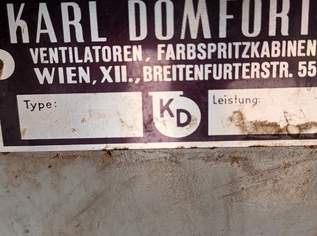 KARL DOMFORT
VENTILATOREN, FARBSPRITZKABINEN
WIEN, XII., BREITENFURTERSTR. 55
Type: KD Leistung: